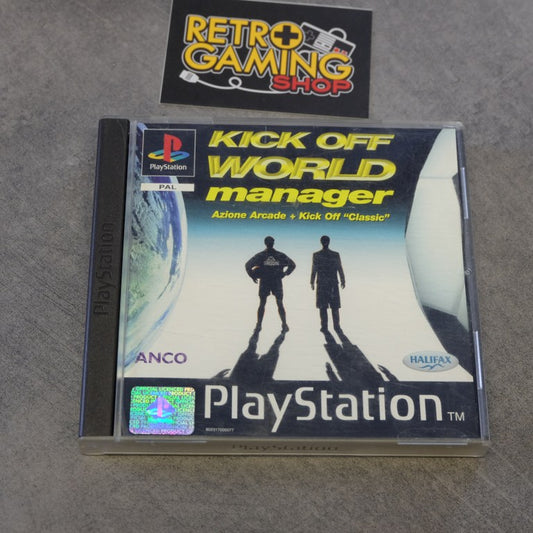 RETRO
GAMING
SHOP
PlayStation
PAL
KICK OFF
WORLD
manager
Azione Arcade + Kick Off "Classic"
PlayStation
ANCO
HALIFAX
PlayStation TM
PlayStation